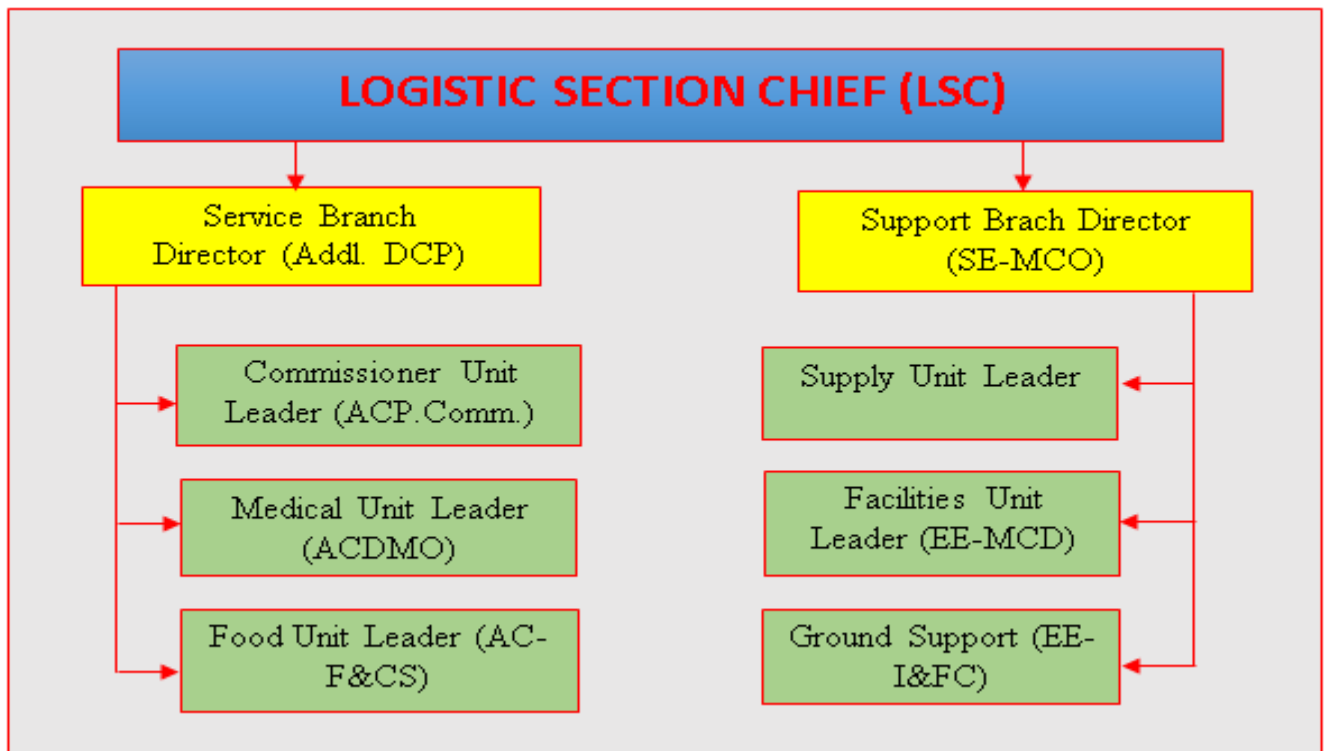 LOGISTIC SECTION CHIEF (LSC)
Service Branch
Director (Addl. DCP)
Commissioner Unit
Leader (ACP.Comm.)
Medical Unit Leader
(ACDMO)
Food Unit Leader (AC-
F&CS)
Support Brach Director
(SE-MCO)
Supply Unit Leader
Facilities Unit
Leader (EE-MCD)
Ground Support (EE-
I&FC)